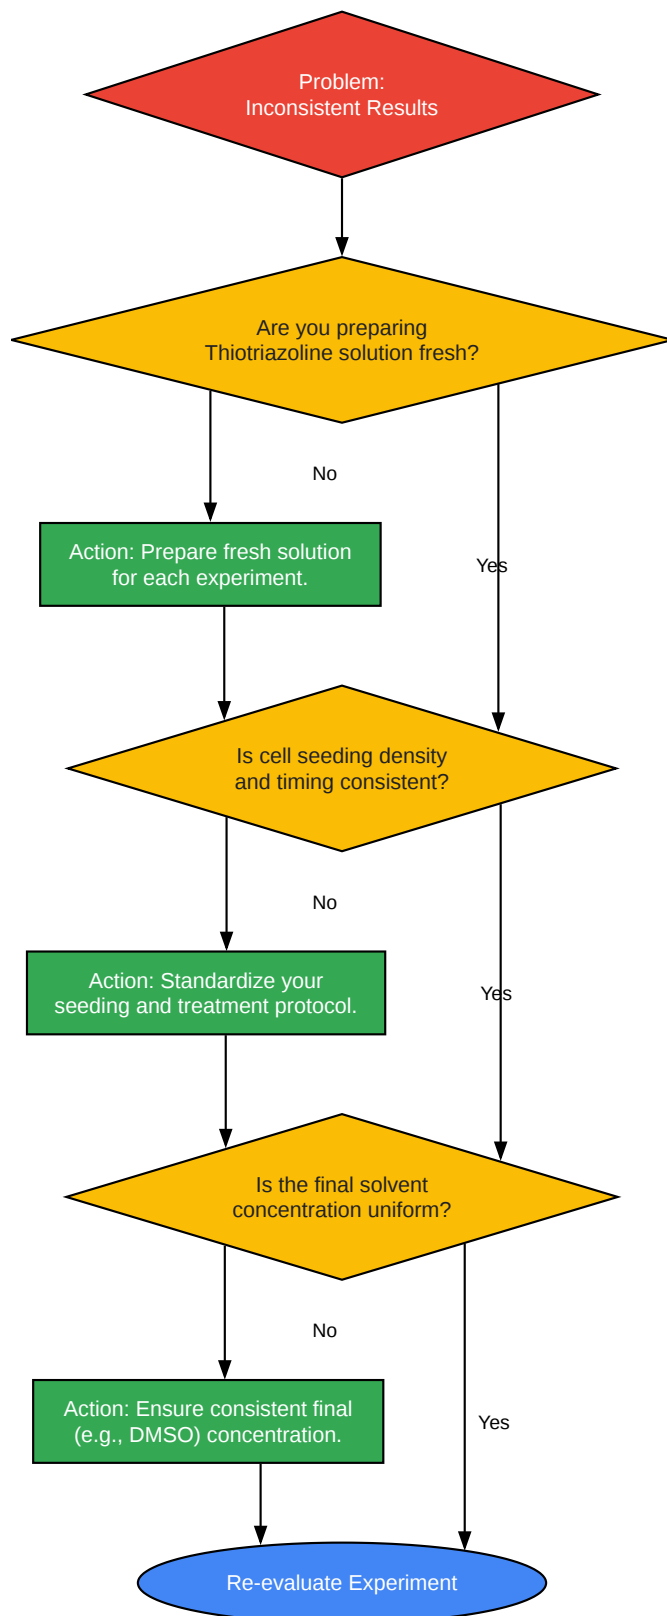 Problem:
Inconsistent Results
Are you preparing
Thiotriazoline solution fresh?
No
Action: Prepare fresh solution
for each experiment.
Yes
Is cell seeding density
and timing consistent?
No
Action: Standardize your
seeding and treatment protocol.
Yes
Is the final solvent
concentration uniform?
No
Action: Ensure consistent final
(e.g., DMSO) concentration.
Yes
Re-evaluate Experiment